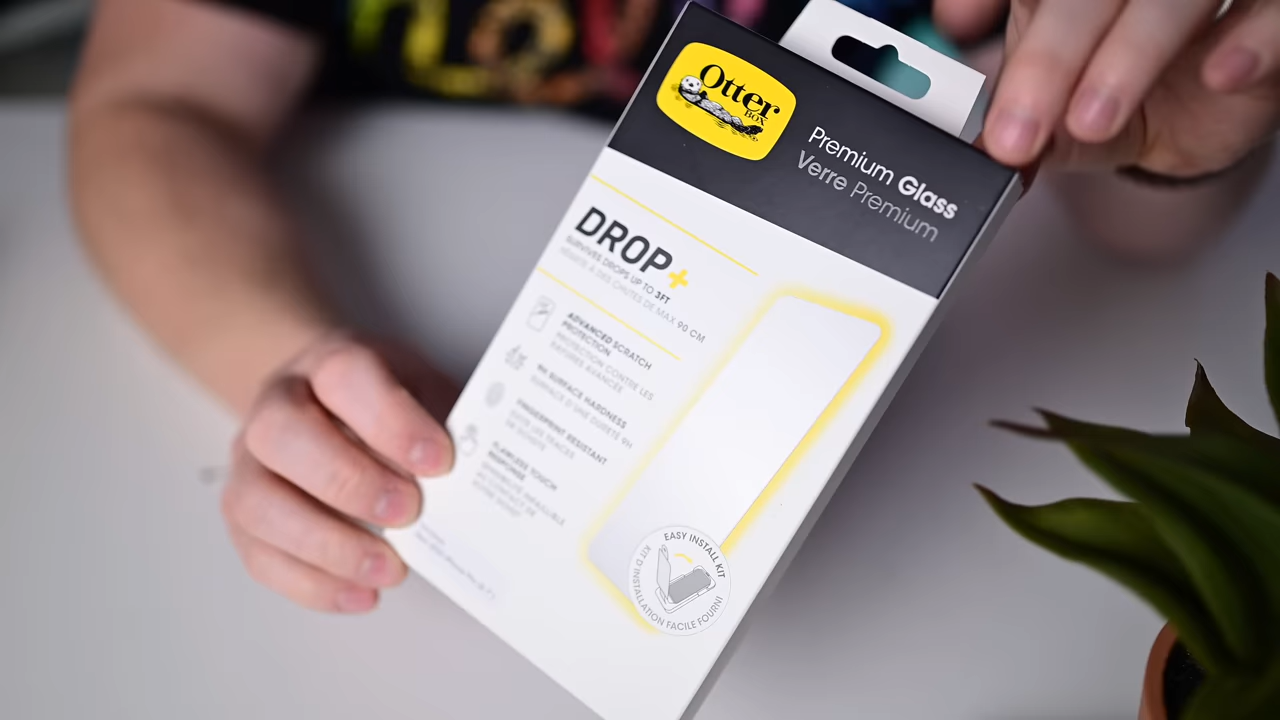 Otter
BOX
Premium Glass
Verre Premium
DROP+
SURVIVES DROPS UP TO 3FT
RÉSISTE À DES CHUTES DE MAX 90 CM
ADVANCED SCRATCH
PROTECTION
PROTECTION CONTRE LES
RAYURES AVANCÉE
9H SURFACE HARDNESS
SURFACE D'UNE DURETÉ 9H
FINGERPRINT RESISTANT
FLAWLESS TOUCH
RESPONSE
EASY INSTALL KIT
KIT D'INSTALLATION FACILE FOURNI